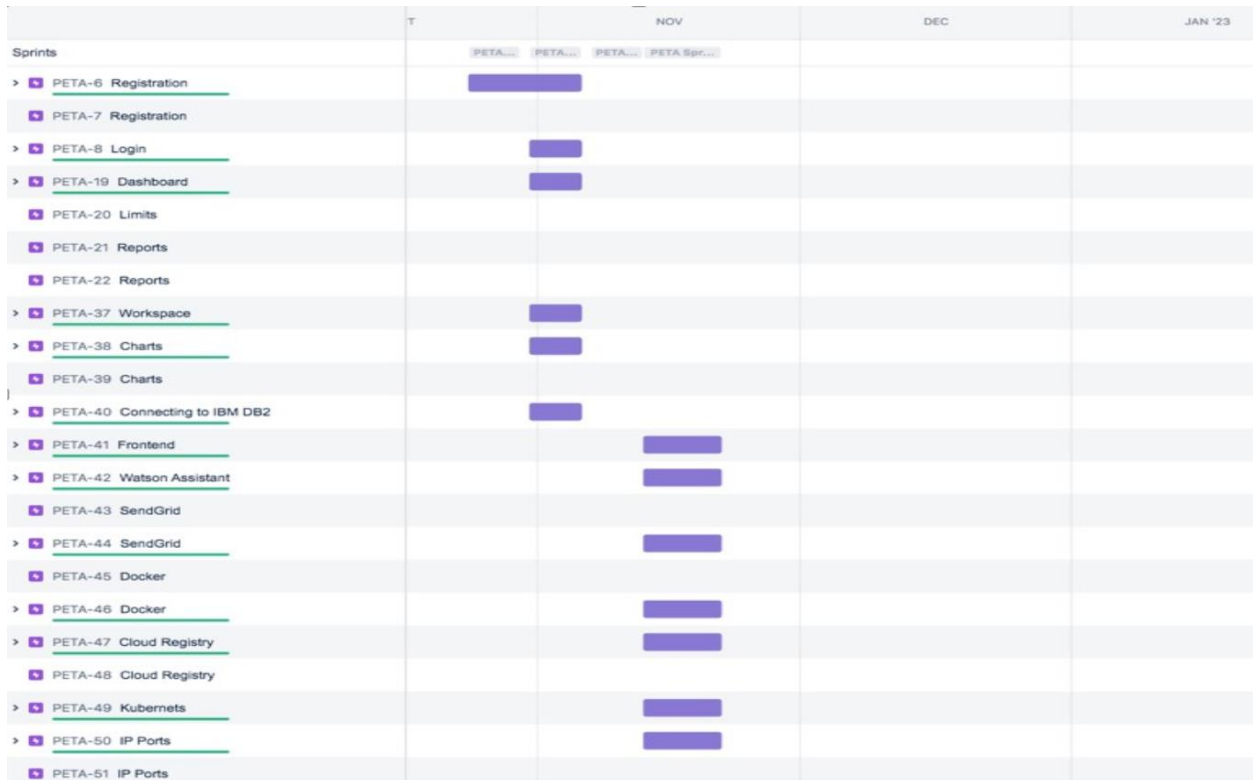 T NOV DEC JAN '23
Sprints PETA... PETA... PETA... PETA Spr...
PETA-6 Registration
PETA-7 Registration
PETA-8 Login
PETA-19 Dashboard
PETA-20 Limits
PETA-21 Reports
PETA-22 Reports
PETA-37 Workspace
PETA-38 Charts
PETA-39 Charts
PETA-40 Connecting to IBM DB2
PETA-41 Frontend
PETA-42 Watson Assistant
PETA-43 SendGrid
PETA-44 SendGrid
PETA-45 Docker
PETA-46 Docker
PETA-47 Cloud Registry
PETA-48 Cloud Registry
PETA-49 Kubernets
PETA-50 IP Ports
PETA-51 IP Ports